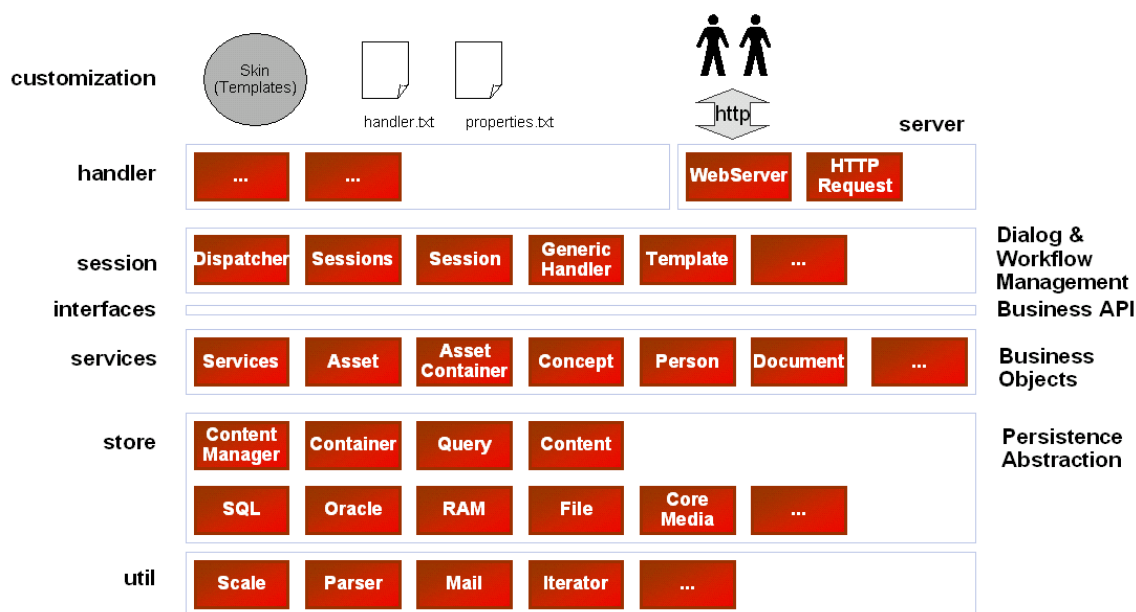 customization
Skin
(Templates)
handler.txt
properties.txt
http
server
handler
...
...
WebServer
HTTP
Request
session
Dispatcher
Sessions
Session
Generic
Handler
Template
...
Dialog &
Workflow
Management
interfaces
Business API
services
Services
Asset
Asset
Container
Concept
Person
Document
...
Business
Objects
store
Content
Manager
Container
Query
Content
Persistence
Abstraction
SQL
Oracle
RAM
File
Core
Media
...
util
Scale
Parser
Mail
Iterator
...